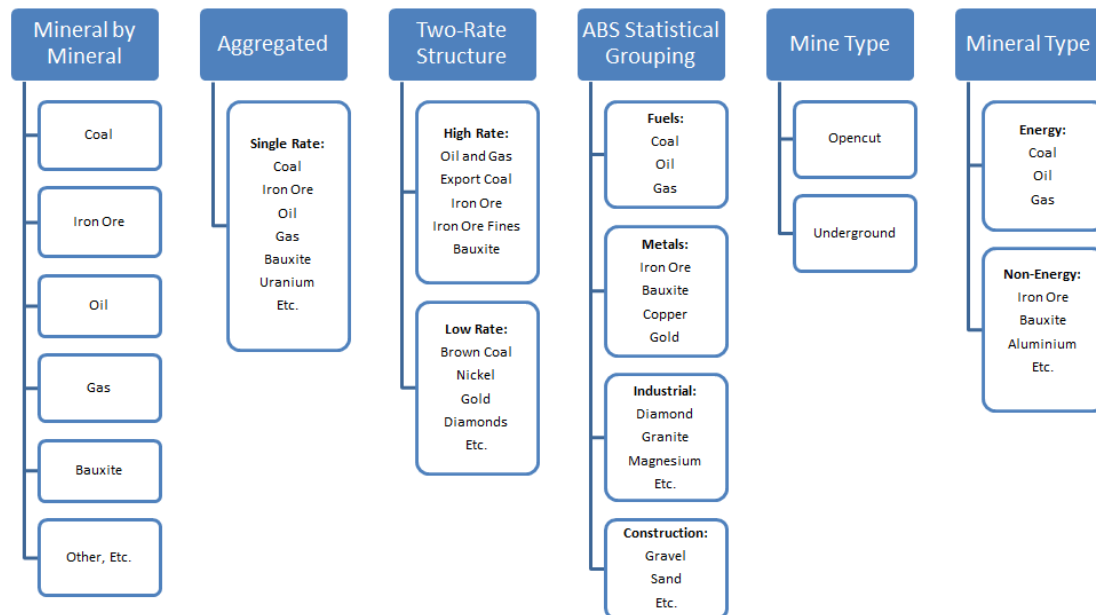 Mineral by
Mineral
Coal
Iron Ore
Oil
Gas
Bauxite
Other, Etc.
Aggregated
Single Rate:
Coal
Iron Ore
Oil
Gas
Bauxite
Uranium
Etc.
Two-Rate
Structure
High Rate:
Oil and Gas
Export Coal
Iron Ore
Iron Ore Fines
Bauxite
Low Rate:
Brown Coal
Nickel
Gold
Diamonds
Etc.
ABS Statistical
Grouping
Fuels:
Coal
Oil
Gas
Metals:
Iron Ore
Bauxite
Copper
Gold
Industrial:
Diamond
Granite
Magnesium
Etc.
Construction:
Gravel
Sand
Etc.
Mine Type
Opencut
Underground
Mineral Type
Energy:
Coal
Oil
Gas
Non-Energy:
Iron Ore
Bauxite
Aluminium
Etc.